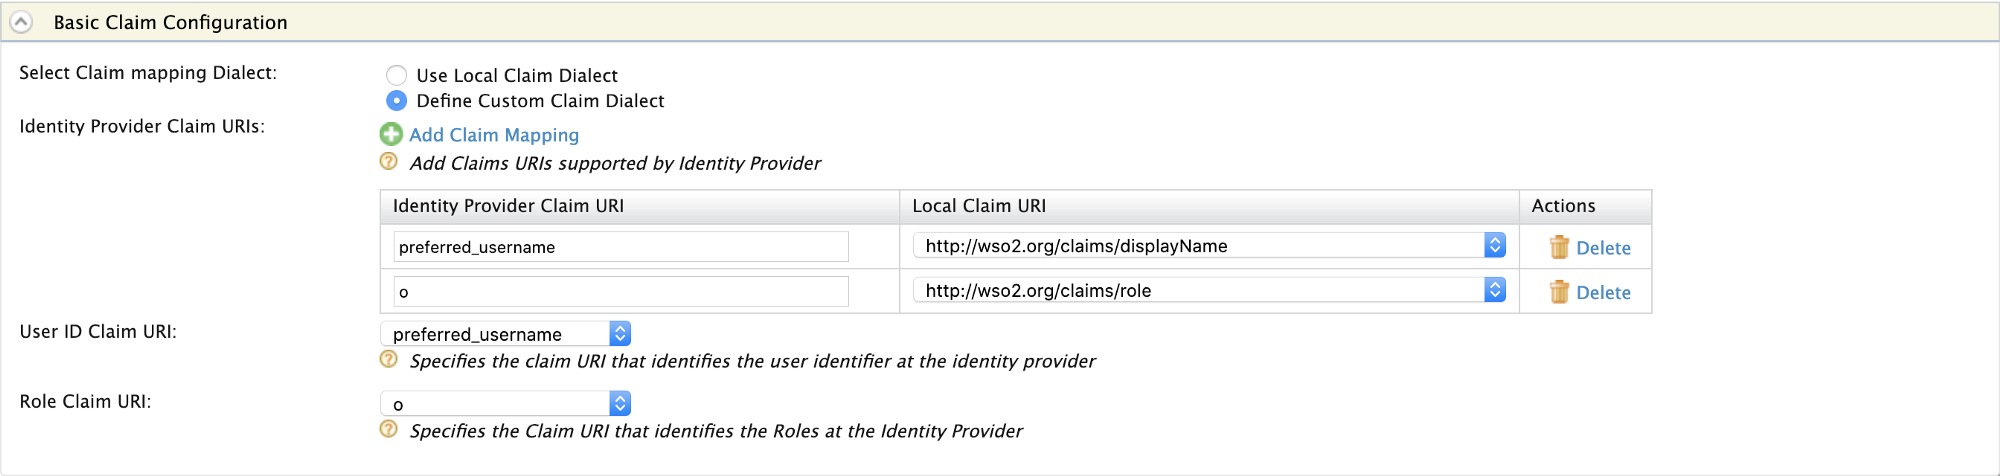 Basic Claim Configuration
Select Claim mapping Dialect:
Use Local Claim Dialect
Define Custom Claim Dialect
Identity Provider Claim URIs:
Add Claim Mapping
Add Claims URIs supported by Identity Provider
Identity Provider Claim URI Local Claim URI Actions
preferred_username http://wso2.org/claims/displayName Delete
o http://wso2.org/claims/role Delete
User ID Claim URI: preferred_username
Specifies the claim URI that identifies the user identifier at the identity provider
Role Claim URI: o
Specifies the Claim URI that identifies the Roles at the Identity Provider